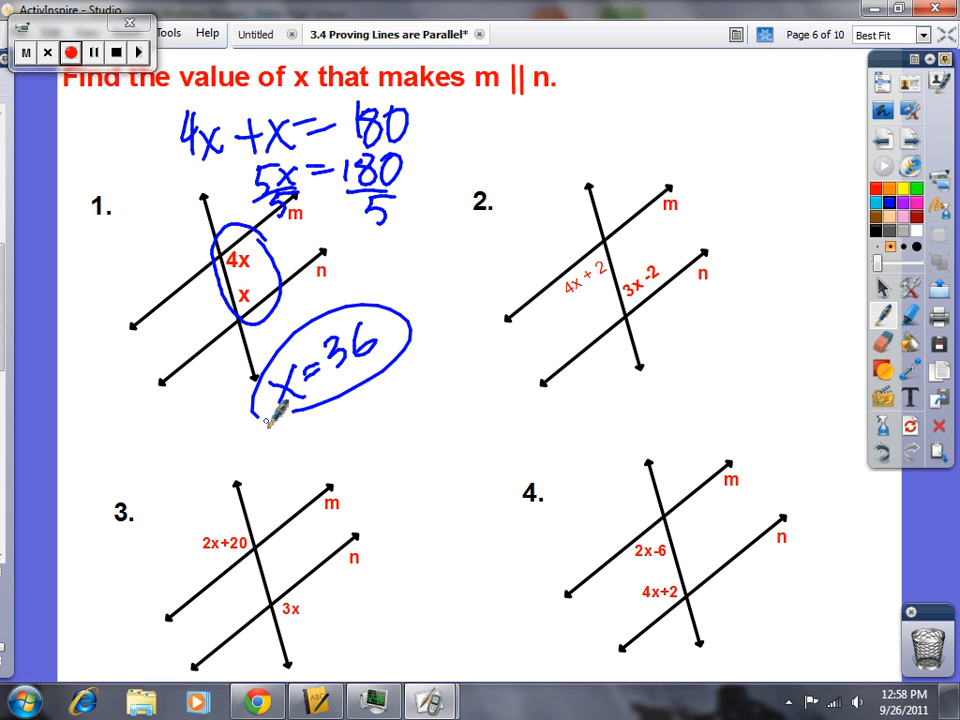 ActivInspire - Studio
Tools Help Untitled 3.4 Proving Lines are Parallel* Page 6 of 10 Best Fit
M
Find the value of x that makes m || n.
4x + x = 180
5x = 180
5 5
1.
m
n
4x
x
x = 36
2.
m
n
4x + 2
3x -2
3.
m
n
2x+20
3x
4.
m
n
2x-6
4x+2
T
ABC
12:58 PM
9/26/2011